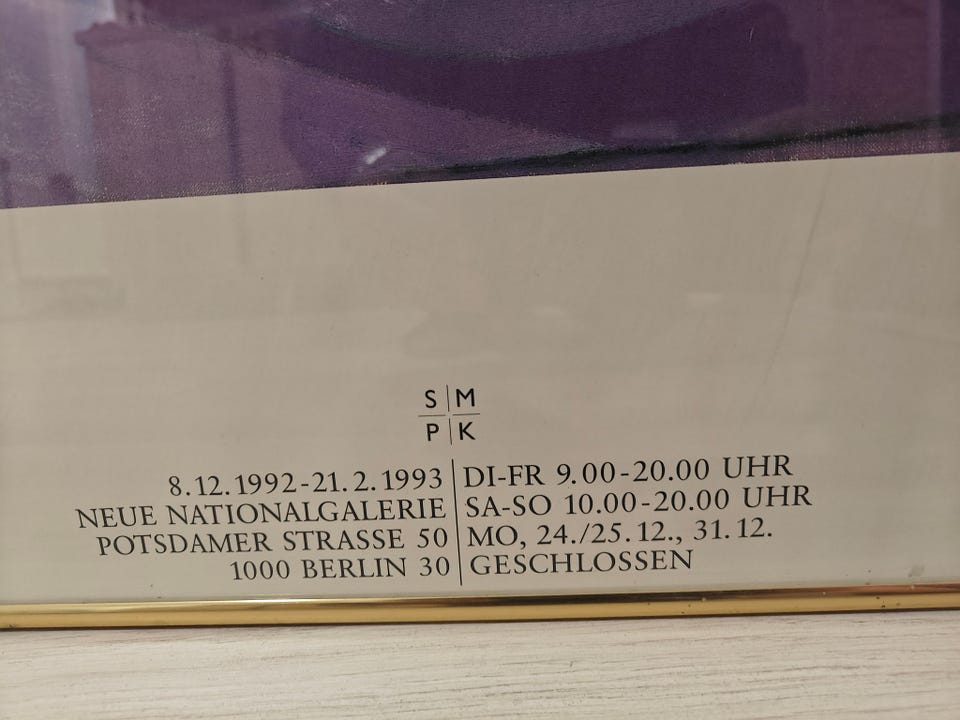 S M
P K
8.12.1992-21.2.1993
NEUE NATIONALGALERIE
POTSDAMER STRASSE 50
1000 BERLIN 30
DI-FR 9.00-20.00 UHR
SA-SO 10.00-20.00 UHR
MO, 24./25.12., 31.12.
GESCHLOSSEN